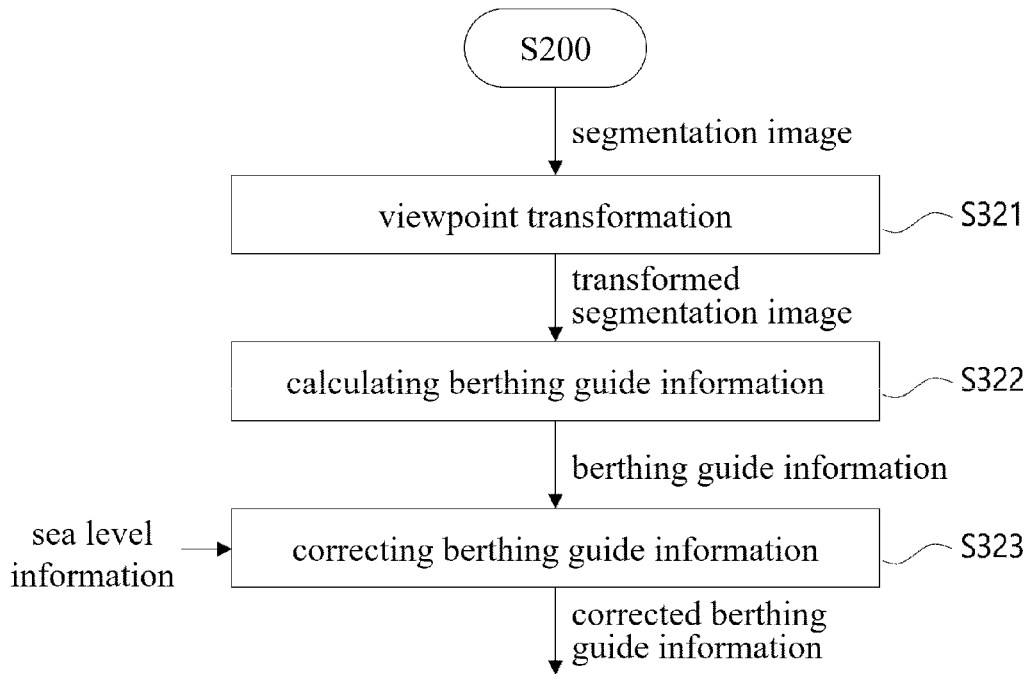 S200
segmentation image
viewpoint transformation
S321
transformed
segmentation image
calculating berthing guide information
S322
berthing guide information
sea level
information
correcting berthing guide information
S323
corrected berthing
guide information